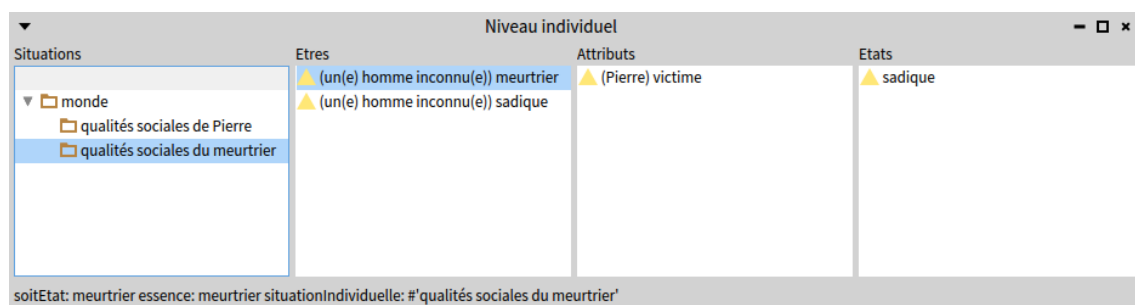 Niveau individuel
Situations Etres Attributs Etats
(un(e) homme inconnu(e)) meurtrier (Pierre) victime sadique
monde (un(e) homme inconnu(e)) sadique
qualités sociales de Pierre
qualités sociales du meurtrier
soitEtat: meurtrier essence: meurtrier situationIndividuelle: #'qualités sociales du meurtrier'